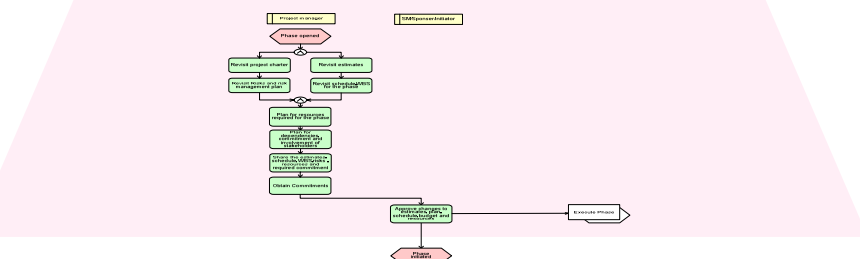 Project manager
SM/Sponser/Initiator
Phase opened
Revisit project charter
Revisit estimates
Revisit Risks and risk
management plan
Revisit schedule/WBS
for the phase
Plan for resources
required for the phase
Plan for
dependencies,
commitment and
involvement of
stakeholders
Share the estimates,
schedule, WBS, risks,
resources and
required commitment
Obtain Commitments
Approve changes to
estimates, plan,
schedule, budget and
resources
Execute Phase
Phase
initiated